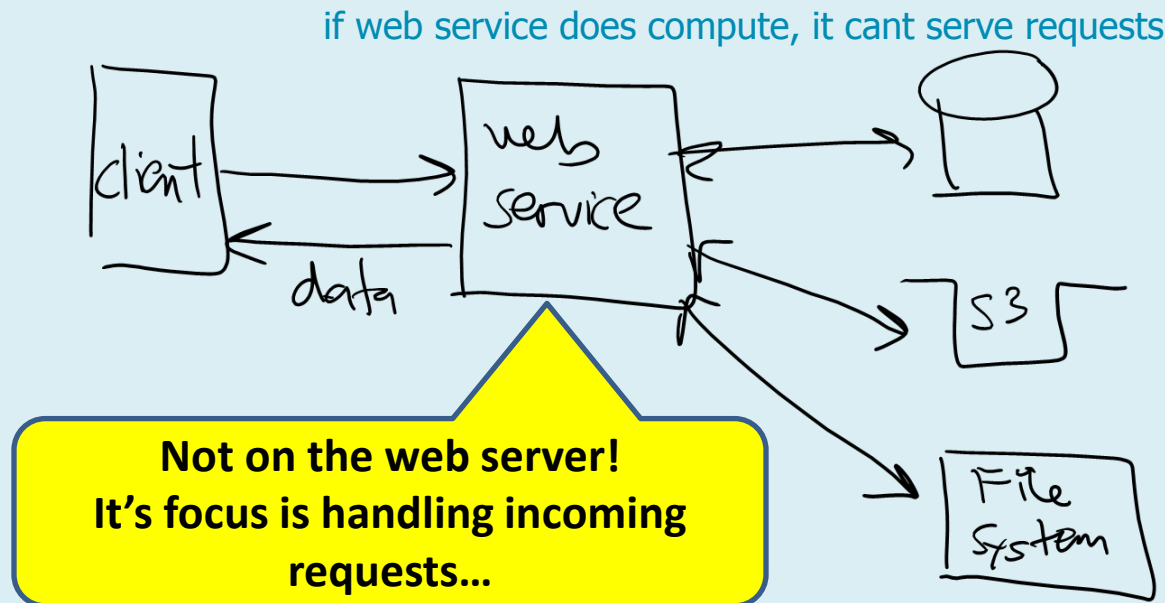 if web service does compute, it cant serve requests
client
web
service
data
S3
File
System
Not on the web server!
It’s focus is handling incoming
requests…